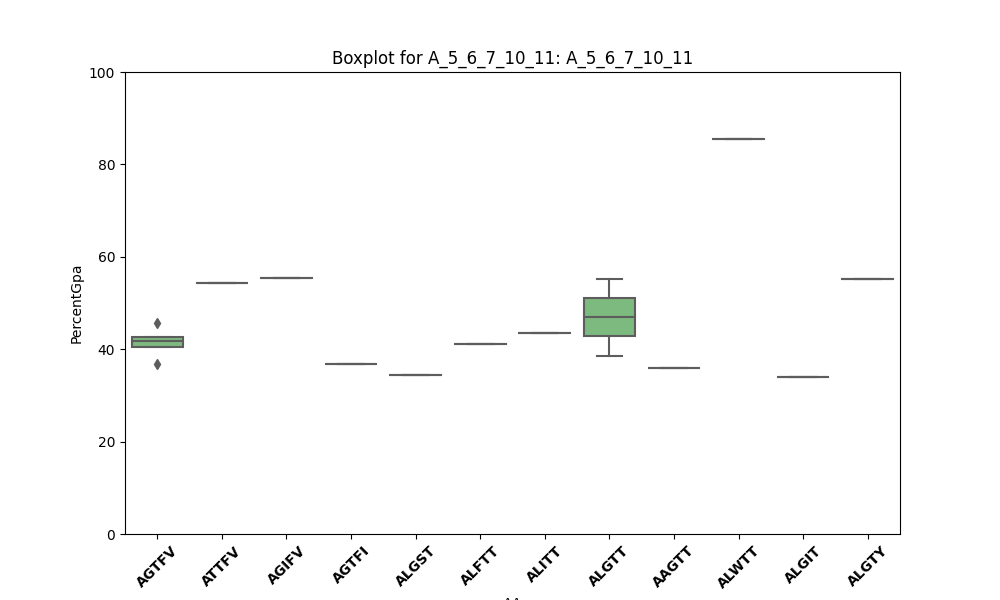 Boxplot for A_5_6_7_10_11: A_5_6_7_10_11
100
80
60
40
20
0
PercentGpa
AGTFV
ATTFV
AGIFV
AGTFI
ALGST
ALFTT
ALITT
ALGTT
AAGTT
ALWTT
ALGIT
ALGTY